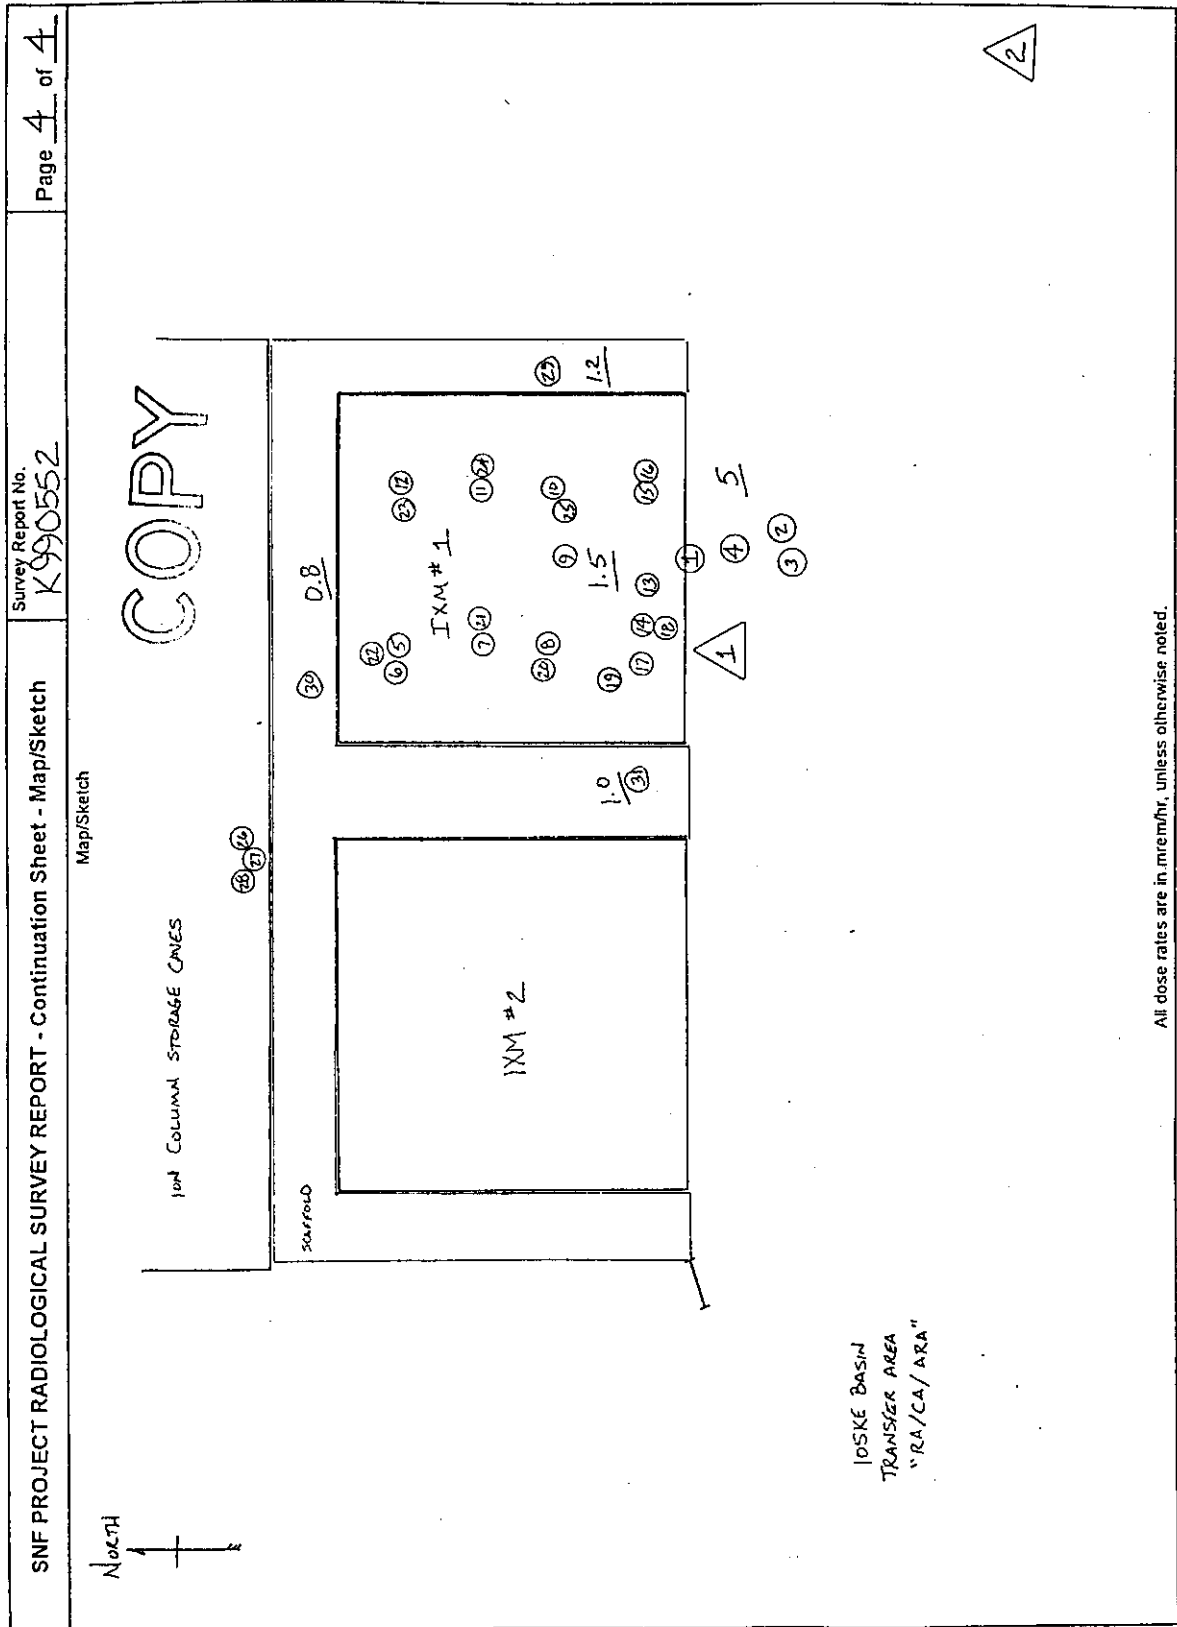 SNF PROJECT RADIOLOGICAL SURVEY REPORT - Continuation Sheet - Map/Sketch
Survey Report No.
K990552
Page 4 of 4
Map/Sketch
NORTH
COPY
ION COLUMN STORAGE CAVES
28 27 26
SCAFFOLD
30
0.8
IXM #2
IXM #1
22
6 5
23 12
7 21
11 24
20 8
9
25 10
29
1.2
1.5
19
17 14 18
13
15 16
1.0
31
1
1
4
5
3 2
2
105KE BASIN
TRANSFER AREA
"RA/CA/ARA"
All dose rates are in mrem/hr, unless otherwise noted.